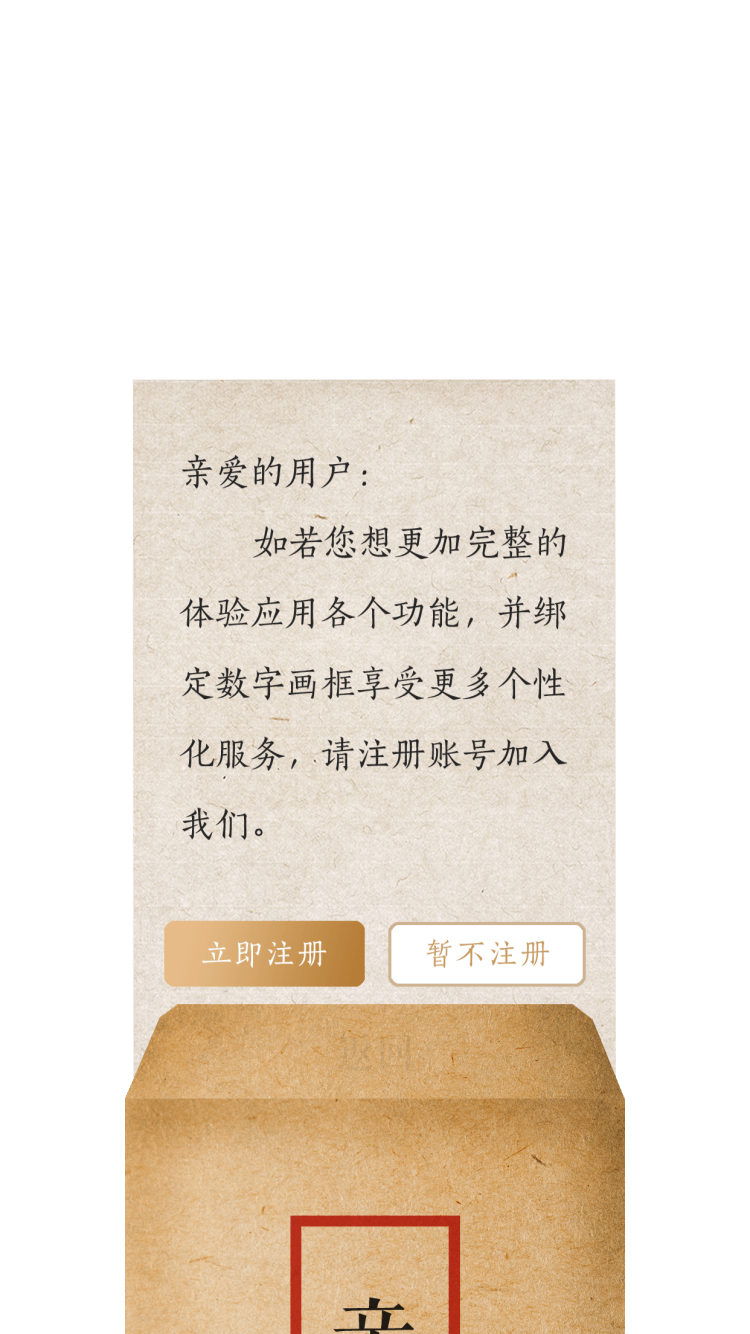 亲爱的用户：
如若您想更加完整的
体验应用各个功能，并绑
定数字画框享受更多个性
化服务，请注册账号加入
我们。
立即注册 暂不注册
返回
亲